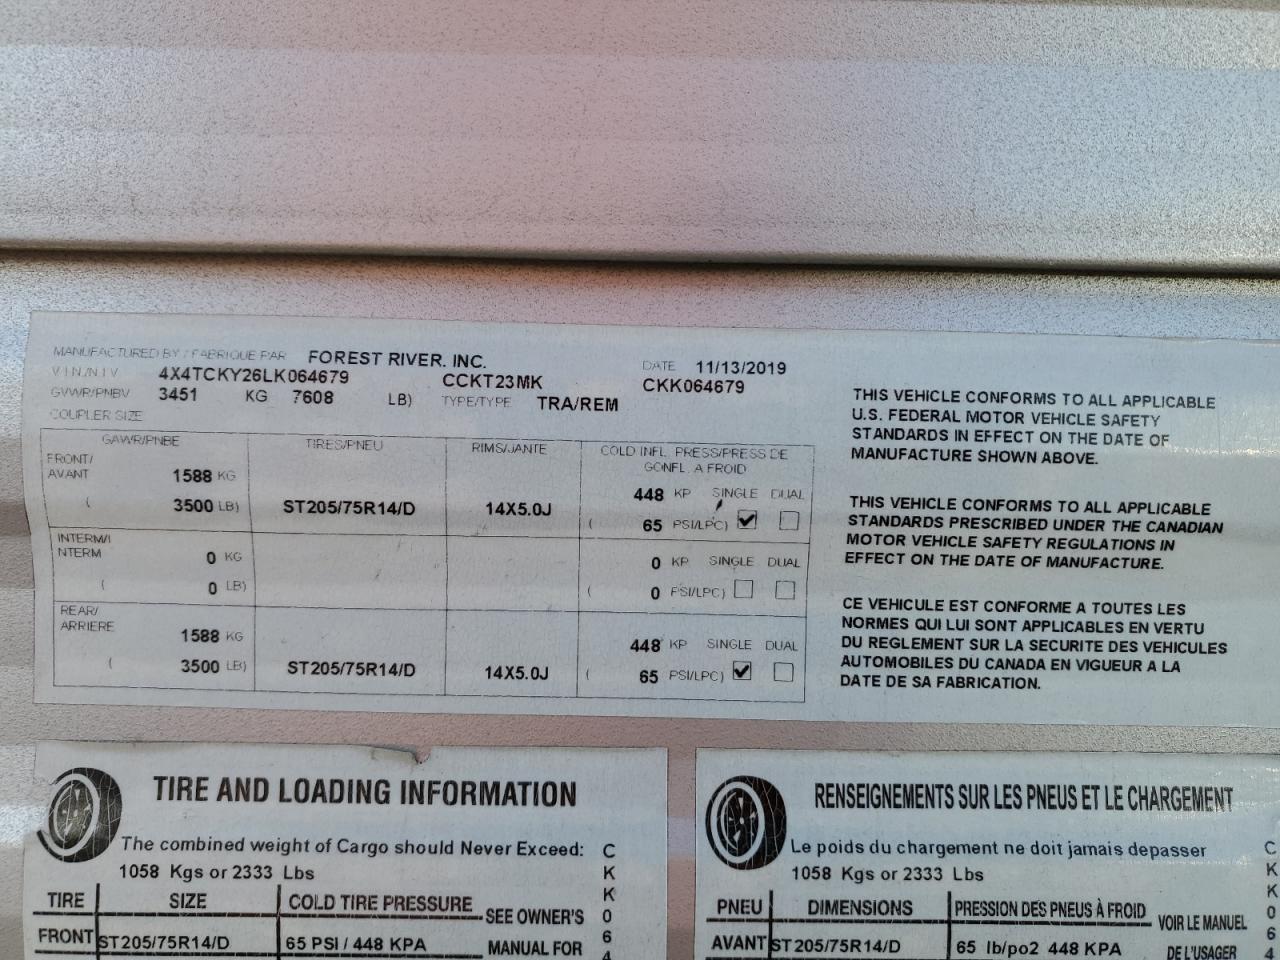 MANUFACTURED BY / FABRIQUE PAR FOREST RIVER. INC. DATE 11/13/2019
V I N./N I V 4X4TCKY26LK064679 CCKT23MK CKK064679
GVWR/PNBV 3451 KG 7608 LB) TYPE/TYPE TRA/REM
COUPLER SIZE
GAWR/PNBE TIRES/PNEU RIMS/JANTE COLD INFL. PRESS/PRESS DE
GONFL. A FROID
FRONT/
AVANT 1588 KG 448 KP SINGLE DUAL
( 3500 LB) ST205/75R14/D 14X5.0J ( 65 PSI/LPC)
INTERM/I
NTERM 0 KG 0 KP SINGLE DUAL
( 0 LB) ( 0 PSI/LPC)
REAR/
ARRIERE 1588 KG 448 KP SINGLE DUAL
( 3500 LB) ST205/75R14/D 14X5.0J ( 65 PSI/LPC)
THIS VEHICLE CONFORMS TO ALL APPLICABLE
U.S. FEDERAL MOTOR VEHICLE SAFETY
STANDARDS IN EFFECT ON THE DATE OF
MANUFACTURE SHOWN ABOVE.
THIS VEHICLE CONFORMS TO ALL APPLICABLE
STANDARDS PRESCRIBED UNDER THE CANADIAN
MOTOR VEHICLE SAFETY REGULATIONS IN
EFFECT ON THE DATE OF MANUFACTURE.
CE VEHICULE EST CONFORME A TOUTES LES
NORMES QUI LUI SONT APPLICABLES EN VERTU
DU REGLEMENT SUR LA SECURITE DES VEHICULES
AUTOMOBILES DU CANADA EN VIGUEUR A LA
DATE DE SA FABRICATION.
TIRE AND LOADING INFORMATION
The combined weight of Cargo should Never Exceed:
1058 Kgs or 2333 Lbs
TIRE SIZE COLD TIRE PRESSURE SEE OWNER'S
FRONT ST205/75R14/D 65 PSI / 448 KPA MANUAL FOR
C
K
K
0
6
4
RENSEIGNEMENTS SUR LES PNEUS ET LE CHARGEMENT
Le poids du chargement ne doit jamais depasser
1058 Kgs or 2333 Lbs
PNEU DIMENSIONS PRESSION DES PNEUS À FROID VOIR LE MANUEL
AVANT ST205/75R14/D 65 lb/po2 448 KPA DE L'USAGER
C
K
K
0
6
4